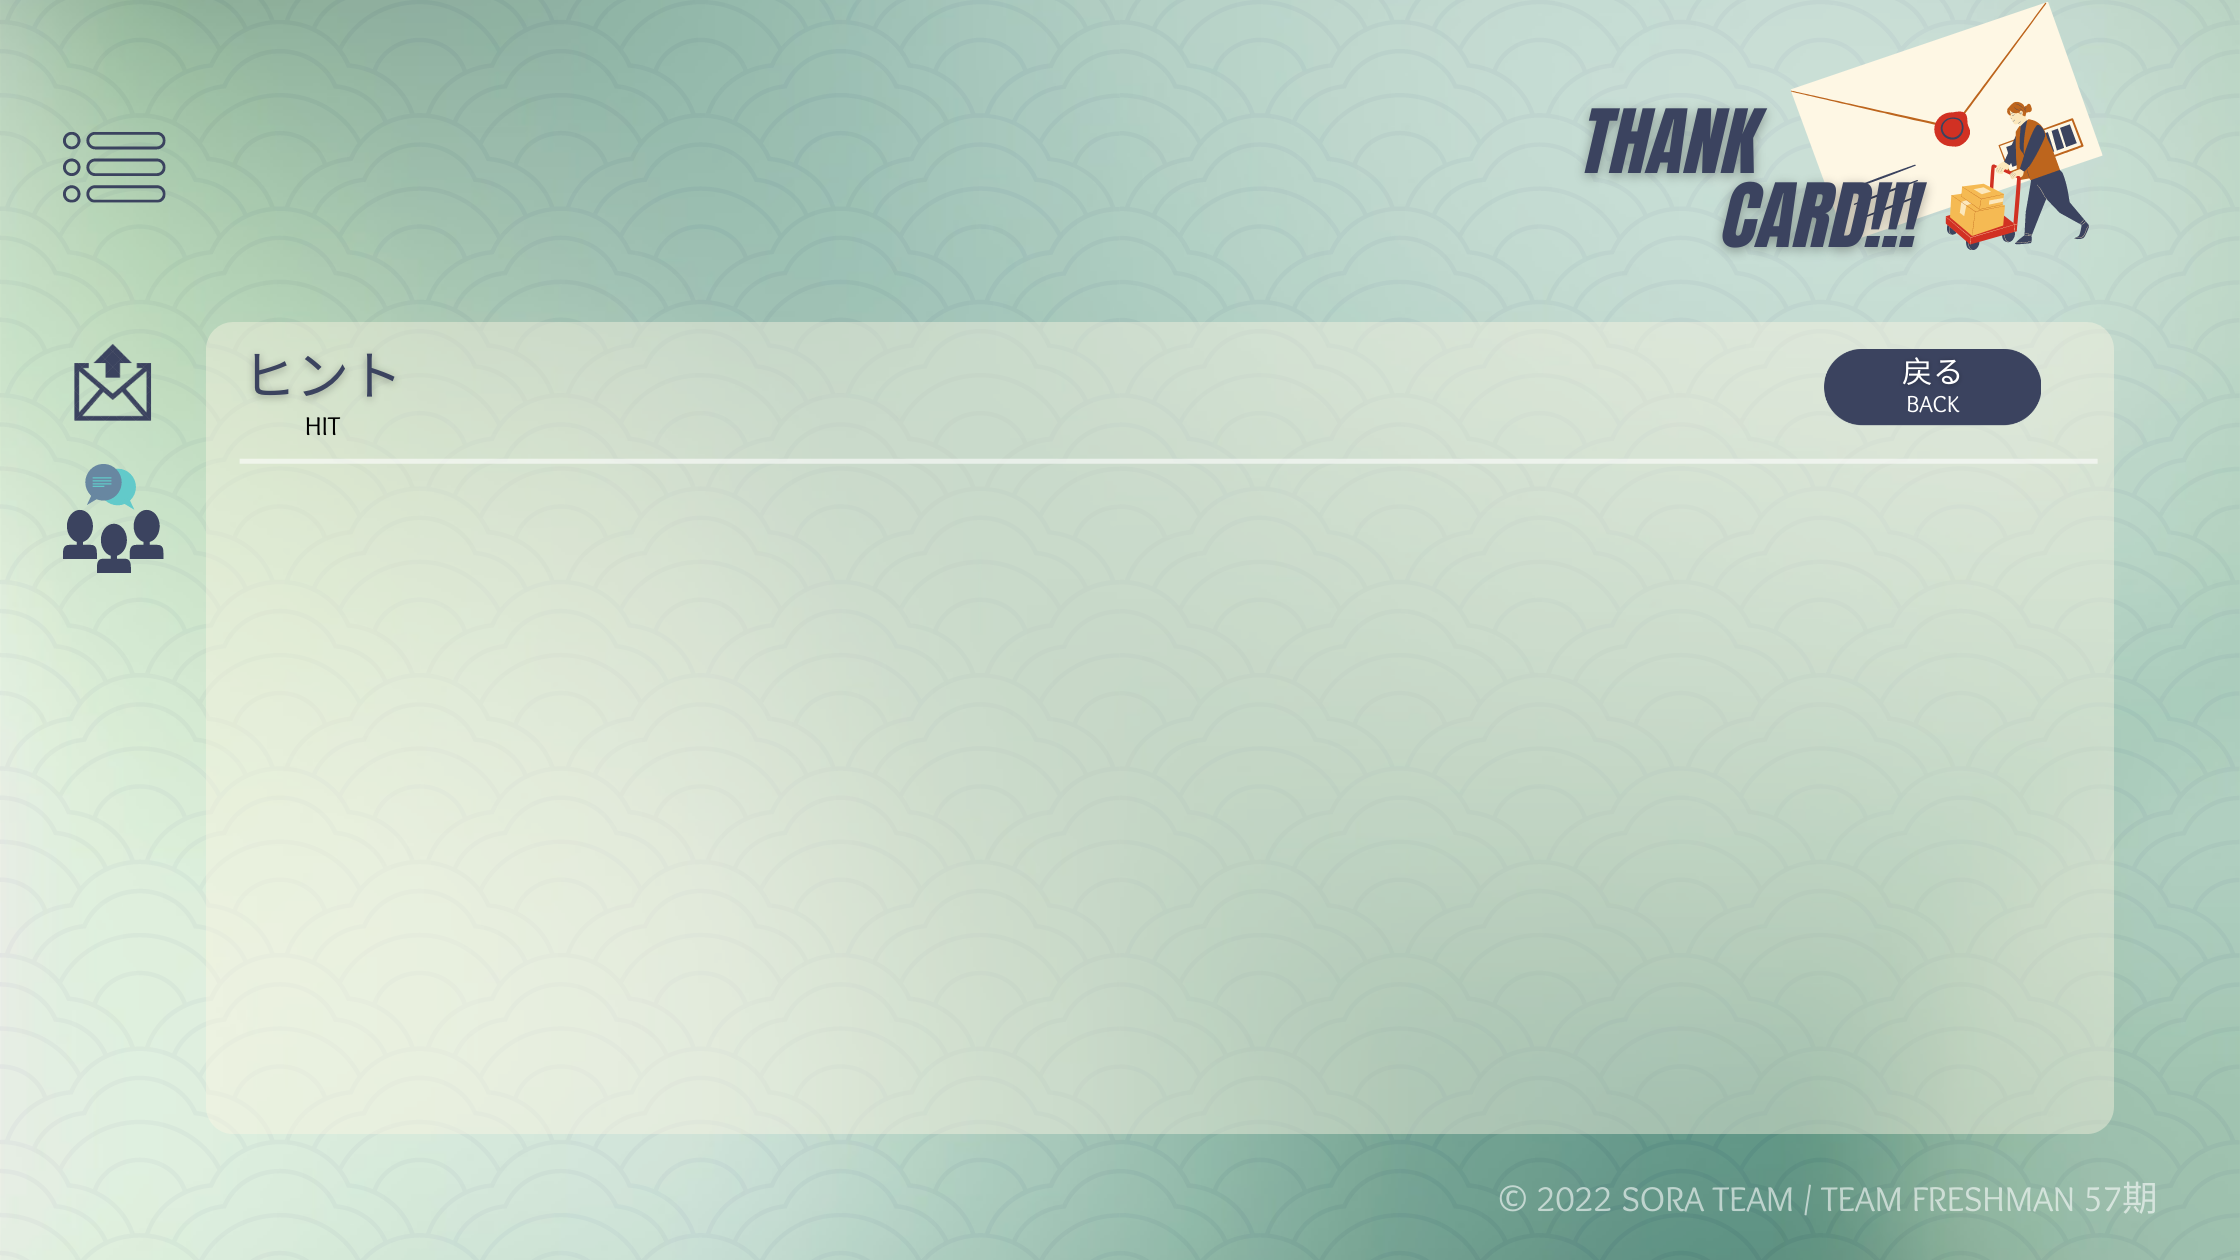 THANK
CARD!!!
ヒント
HIT
戻る
BACK
© 2022 SORA TEAM / TEAM FRESHMAN 57期